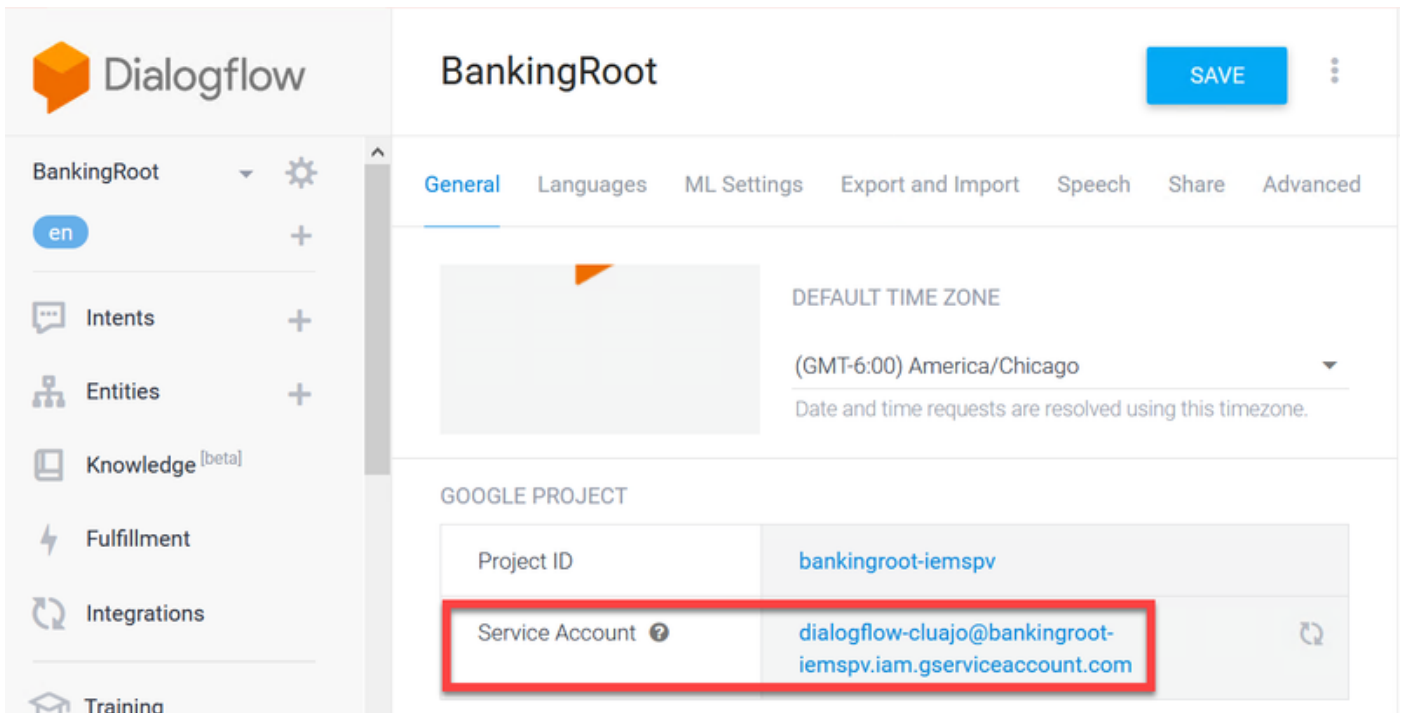 Dialogflow
BankingRoot
SAVE
BankingRoot
en
Intents
Entities
Knowledge [beta]
Fulfillment
Integrations
Training
General Languages ML Settings Export and Import Speech Share Advanced
DEFAULT TIME ZONE
(GMT-6:00) America/Chicago
Date and time requests are resolved using this timezone.
GOOGLE PROJECT
Project ID bankingroot-iemspv
Service Account ? dialogflow-cluajo@bankingroot-
iemspv.iam.gserviceaccount.com